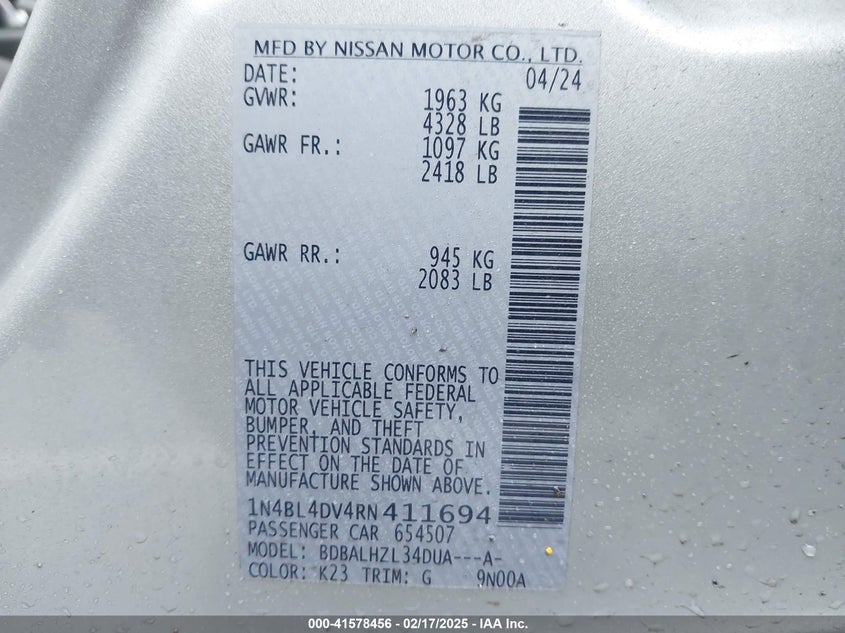 MFD BY NISSAN MOTOR CO., LTD.
DATE: 04/24
GVWR: 1963 KG
4328 LB
GAWR FR.: 1097 KG
2418 LB
GAWR RR.: 945 KG
2083 LB
THIS VEHICLE CONFORMS TO
ALL APPLICABLE FEDERAL
MOTOR VEHICLE SAFETY,
BUMPER, AND THEFT
PREVENTION STANDARDS IN
EFFECT ON THE DATE OF
MANUFACTURE SHOWN ABOVE.
1N4BL4DV4RN411694
PASSENGER CAR 654507
MODEL: BDBALHZL34DUA---A-
COLOR: K23 TRIM: G 9N00A
000-41578456 - 02/17/2025 - IAA Inc.